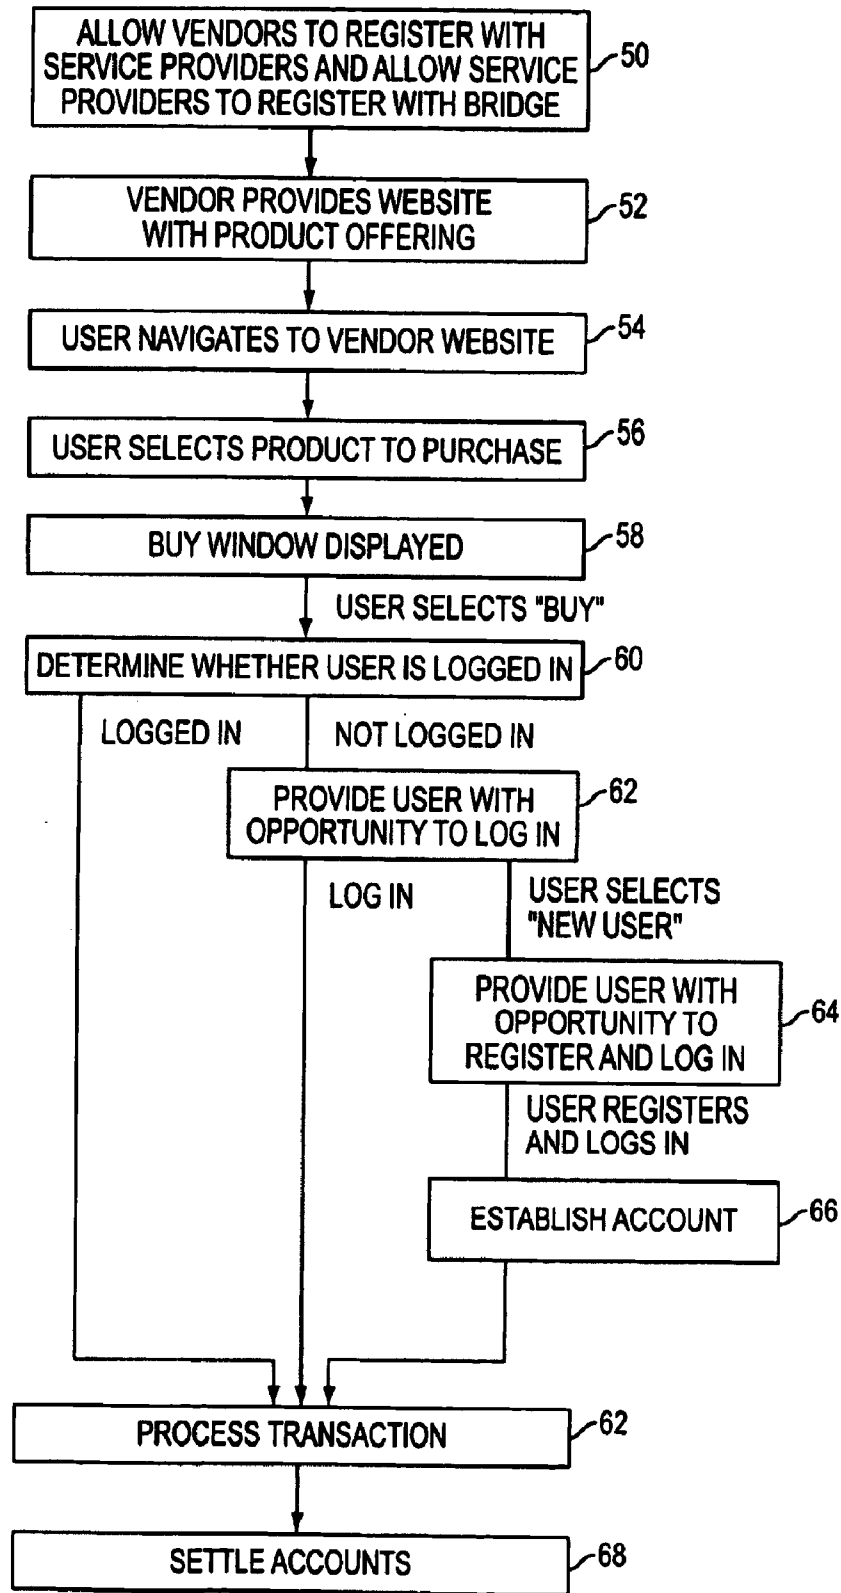 ALLOW VENDORS TO REGISTER WITH
SERVICE PROVIDERS AND ALLOW SERVICE
PROVIDERS TO REGISTER WITH BRIDGE
50
VENDOR PROVIDES WEBSITE
WITH PRODUCT OFFERING
52
USER NAVIGATES TO VENDOR WEBSITE
54
USER SELECTS PRODUCT TO PURCHASE
56
BUY WINDOW DISPLAYED
58
USER SELECTS "BUY"
DETERMINE WHETHER USER IS LOGGED IN
60
LOGGED IN
NOT LOGGED IN
PROVIDE USER WITH
OPPORTUNITY TO LOG IN
62
LOG IN
USER SELECTS
"NEW USER"
PROVIDE USER WITH
OPPORTUNITY TO
REGISTER AND LOG IN
64
USER REGISTERS
AND LOGS IN
ESTABLISH ACCOUNT
66
PROCESS TRANSACTION
62
SETTLE ACCOUNTS
68